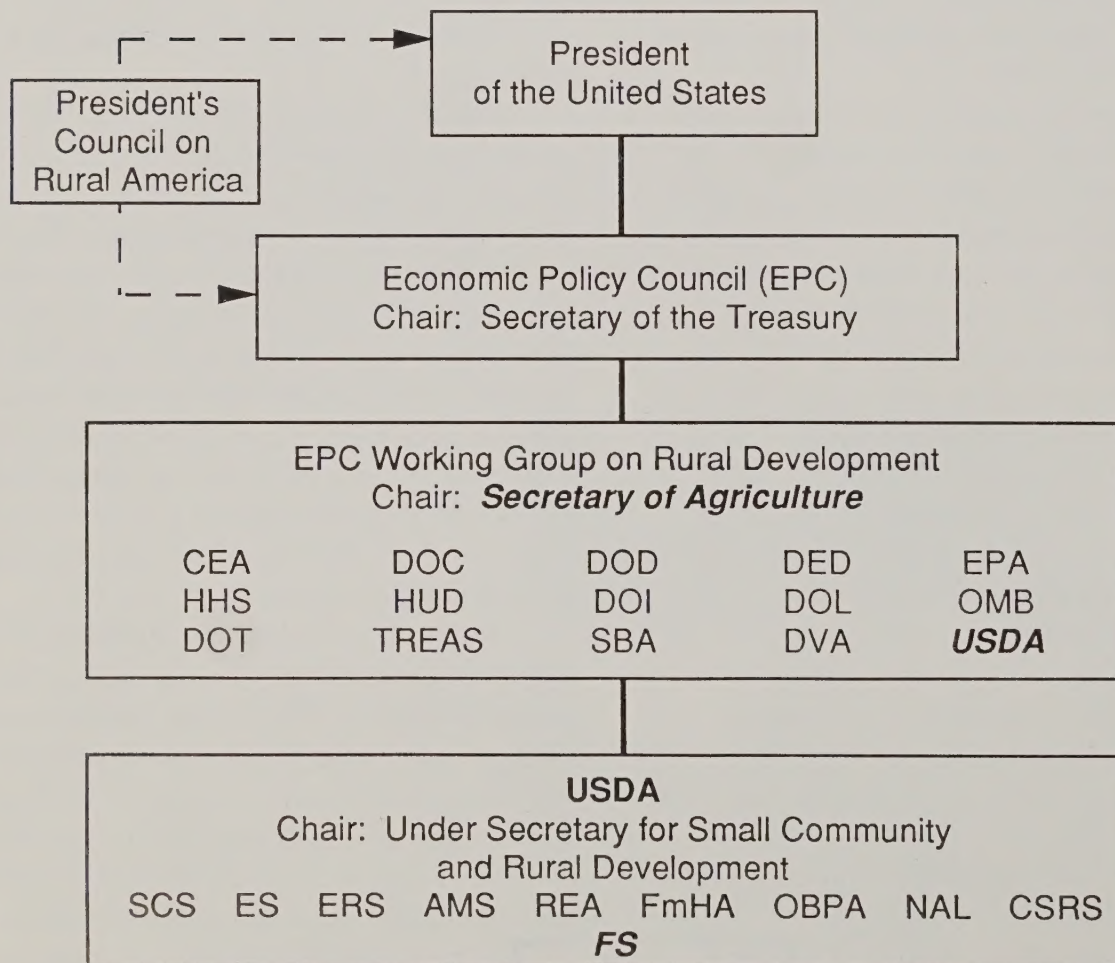 President
of the United States
President's
Council on
Rural America
Economic Policy Council (EPC)
Chair: Secretary of the Treasury
EPC Working Group on Rural Development
Chair: Secretary of Agriculture
CEA DOC DOD DED EPA
HHS HUD DOI DOL OMB
DOT TREAS SBA DVA USDA
USDA
Chair: Under Secretary for Small Community
and Rural Development
SCS ES ERS AMS REA FmHA OBPA NAL CSRS
FS